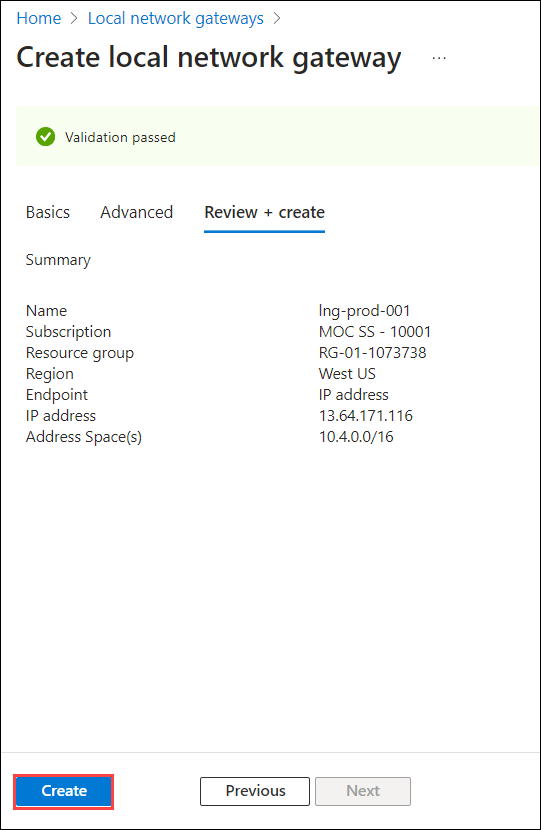 Home > Local network gateways >
Create local network gateway ...
Validation passed
Basics Advanced Review + create
Summary
Name lng-prod-001
Subscription MOC SS - 10001
Resource group RG-01-1073738
Region West US
Endpoint IP address
IP address 13.64.171.116
Address Space(s) 10.4.0.0/16
Create Previous Next